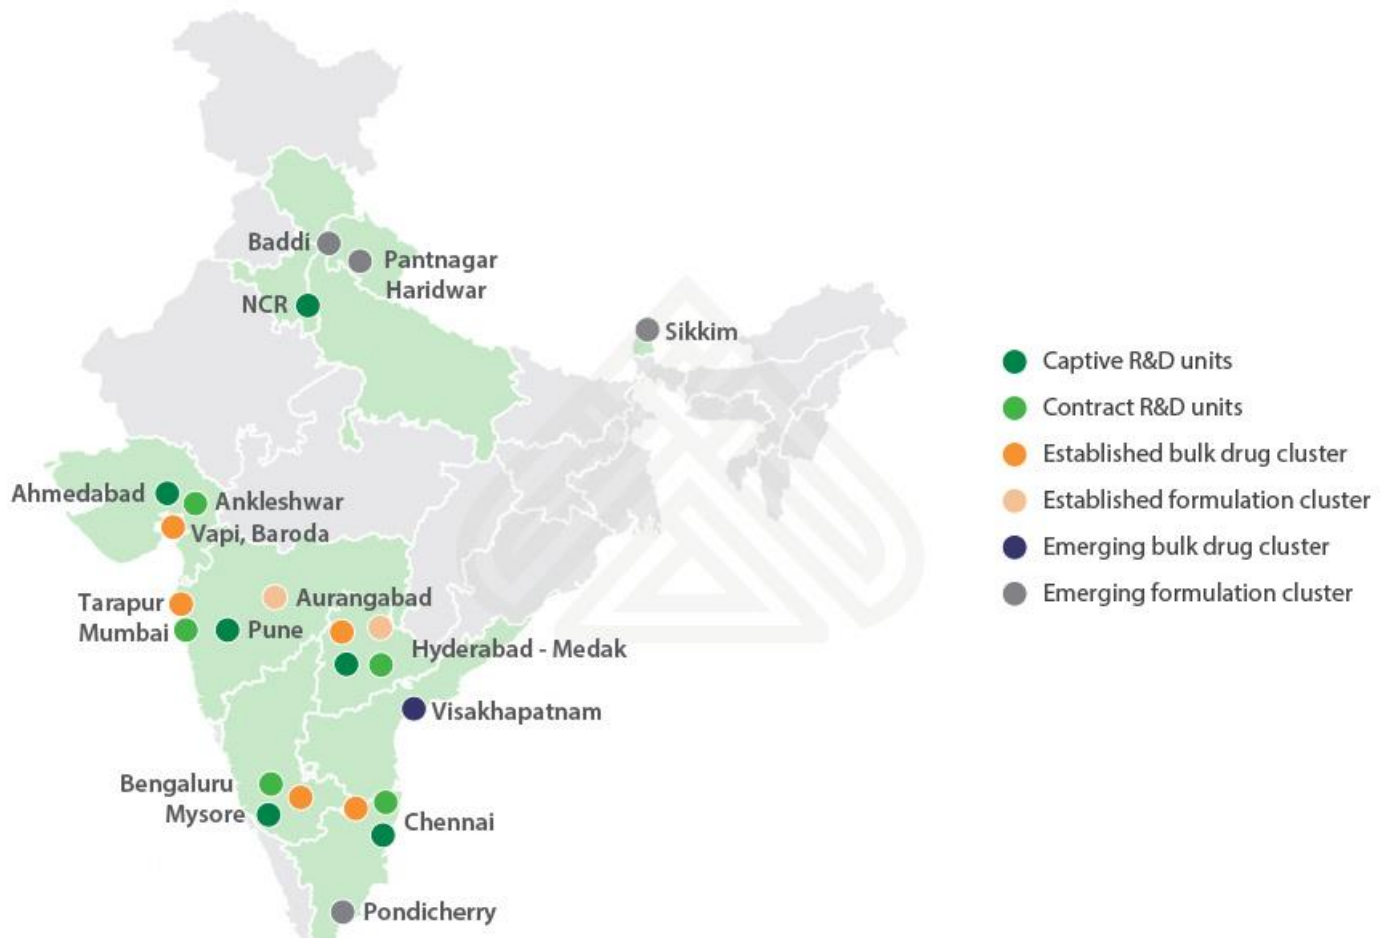 Baddi
Pantnagar
Haridwar
NCR
Sikkim
Captive R&D units
Contract R&D units
Established bulk drug cluster
Established formulation cluster
Emerging bulk drug cluster
Emerging formulation cluster
Ahmedabad
Ankleshwar
Vapi, Baroda
Tarapur
Aurangabad
Mumbai
Pune
Hyderabad - Medak
Visakhapatnam
Bengaluru
Mysore
Chennai
Pondicherry